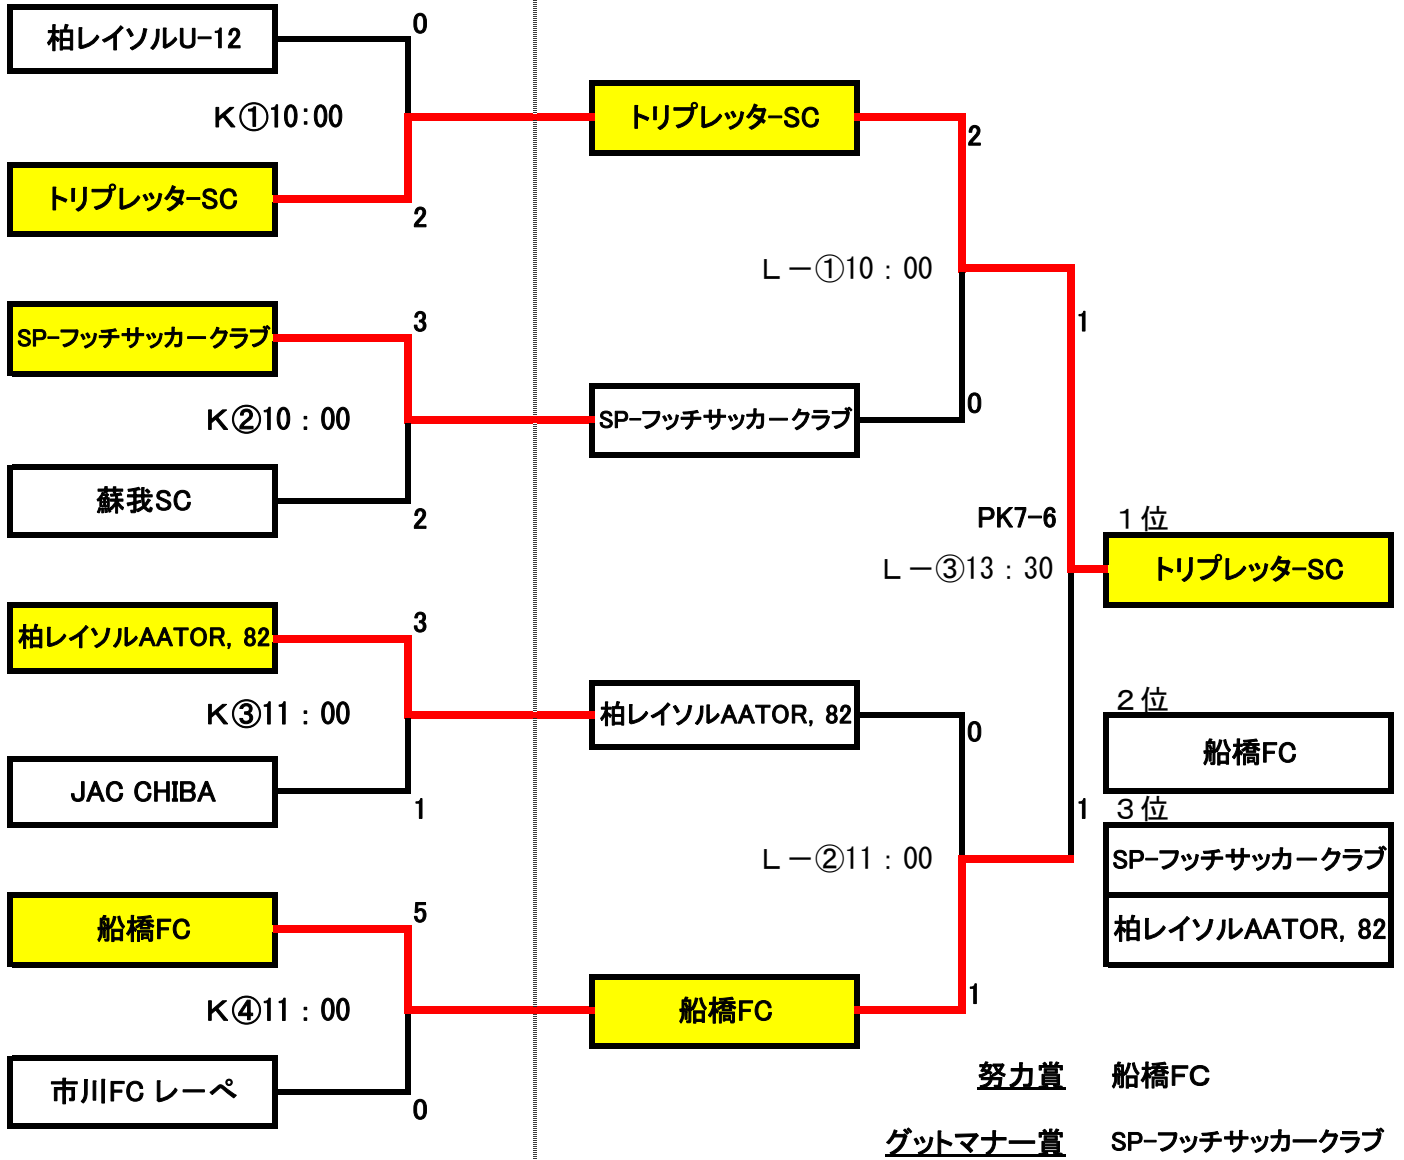 柏レイソルU-12
0
K①10:00
トリプレッタ-SC
2
SP-フッチサッカークラブ
3
K②10：00
蘇我SC
2
柏レイソルAATOR，82
3
K③11：00
JAC CHIBA
1
船橋FC
5
K④11：00
市川FC レーペ
0
トリプレッタ-SC
2
L－①10：00
SP-フッチサッカークラブ
0
柏レイソルAATOR，82
0
L－②11：00
船橋FC
1
1
PK7-6
L－③13：30
1
１位
トリプレッタ-SC
２位
船橋FC
３位
SP-フッチサッカークラブ
柏レイソルAATOR，82
努力賞　船橋FC
グットマナー賞　SP-フッチサッカークラブ